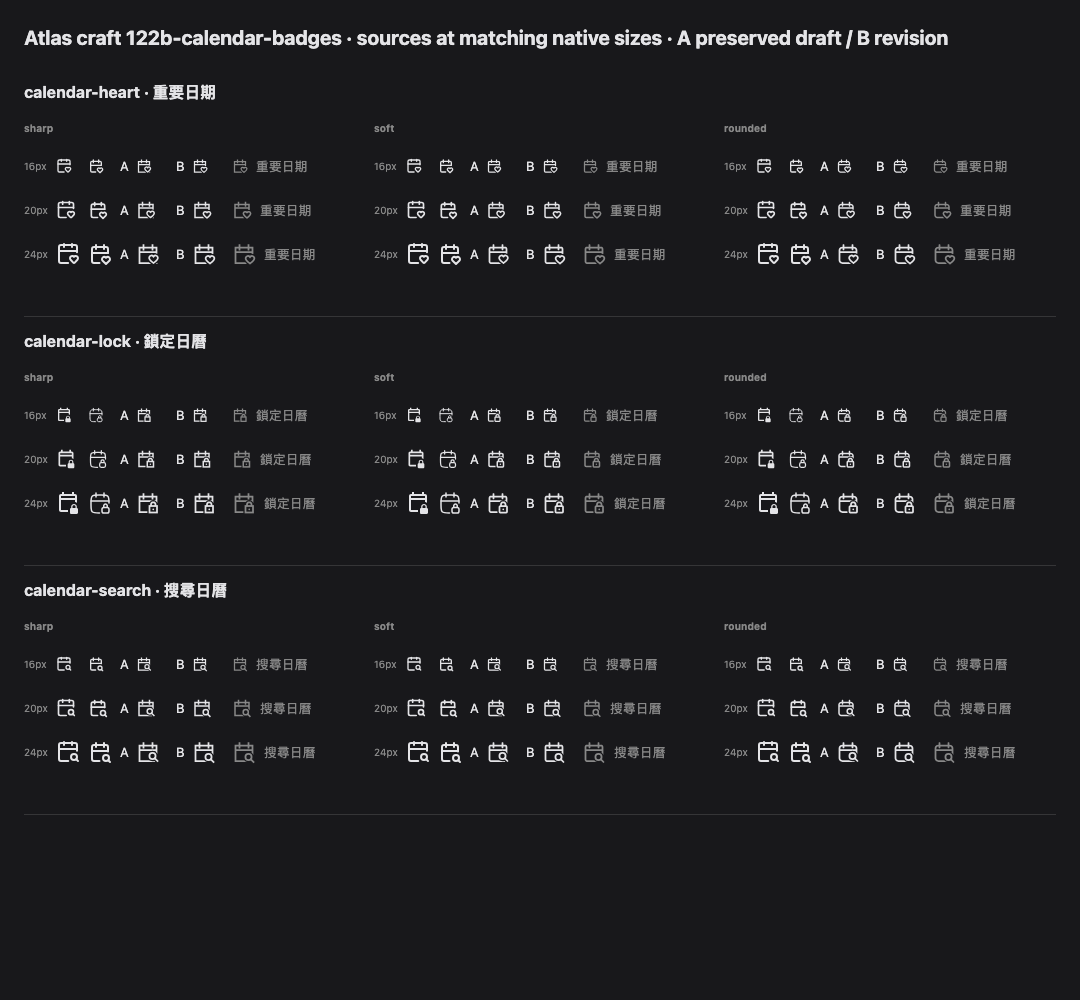 Atlas craft 122b-calendar-badges · sources at matching native sizes · A preserved draft / B revision
calendar-heart · 重要日期
sharp soft rounded
16px A B 重要日期 16px A B 重要日期 16px A B 重要日期
20px A B 重要日期 20px A B 重要日期 20px A B 重要日期
24px A B 重要日期 24px A B 重要日期 24px A B 重要日期
calendar-lock · 鎖定日曆
sharp soft rounded
16px A B 鎖定日曆 16px A B 鎖定日曆 16px A B 鎖定日曆
20px A B 鎖定日曆 20px A B 鎖定日曆 20px A B 鎖定日曆
24px A B 鎖定日曆 24px A B 鎖定日曆 24px A B 鎖定日曆
calendar-search · 搜尋日曆
sharp soft rounded
16px A B 搜尋日曆 16px A B 搜尋日曆 16px A B 搜尋日曆
20px A B 搜尋日曆 20px A B 搜尋日曆 20px A B 搜尋日曆
24px A B 搜尋日曆 24px A B 搜尋日曆 24px A B 搜尋日曆